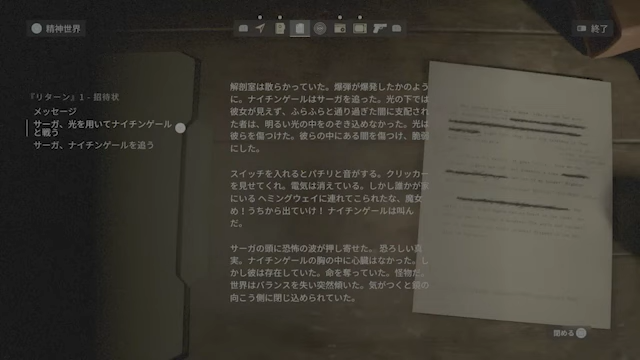 精神世界
終了
『リターン』1 - 招待状
メッセージ
サーガ、光を用いてナイチンゲール
と戦う
サーガ、ナイチンゲールを追う
解剖室は散らかっていた。爆弾が爆発したかのよう
に。ナイチンゲールはサーガを追った。光の下では
彼女が見えず、ふらふらと通り過ぎた闇に支配され
た者は、明るい光の中をのぞき込めなかった。光は
彼らを傷つけた。彼らの中にある闇を傷つけ、脆弱
にした。
スイッチを入れるとパチリと音がする。クリッカー
を見せてくれ。電気は消えている。しかし誰かが家
にいる ヘミングウェイに連れてこられたな、魔女
め！うちから出ていけ！ ナイチンゲールは叫ん
だ。
サーガの頭に恐怖の波が押し寄せた。 恐ろしい真
実。ナイチンゲールの胸の中に心臓はなかった。し
かし彼は存在していた。命を奪っていた。怪物だ。
世界はバランスを失い突然傾いた。気がつくと鏡の
向こう側に閉じ込められていた。
閉める